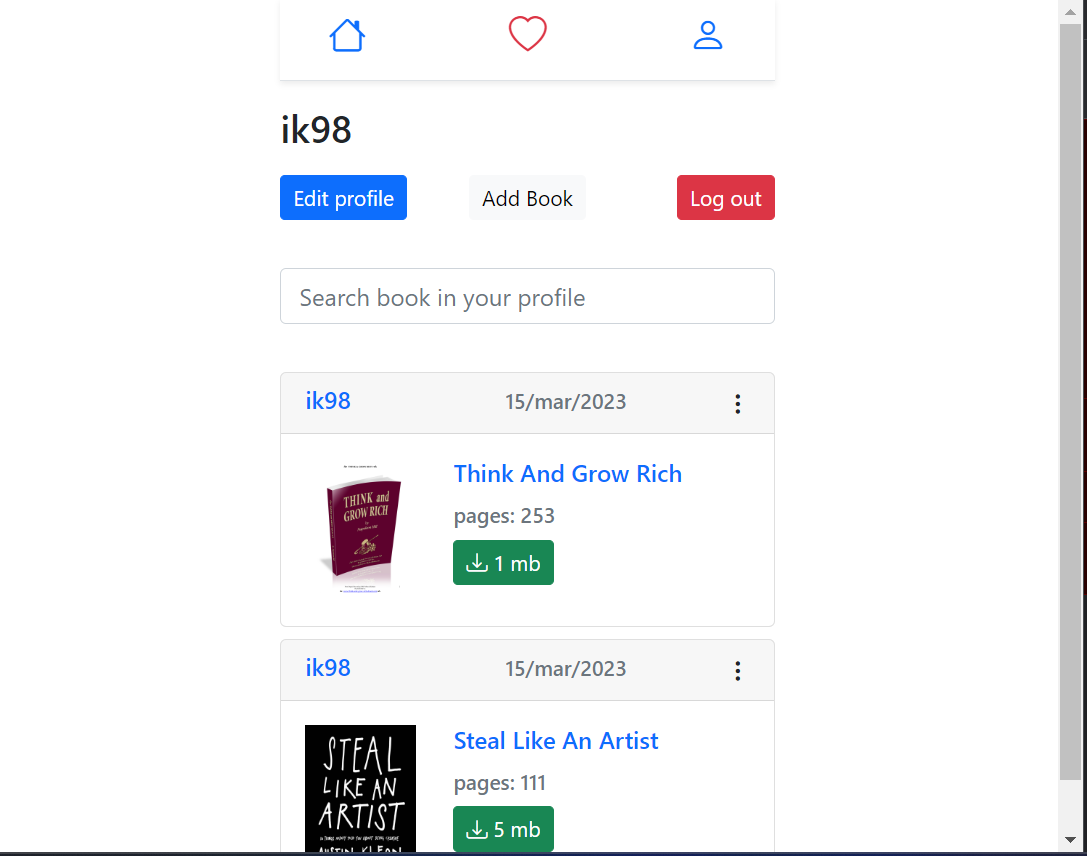 ik98
Edit profile
Add Book
Log out
Search book in your profile
ik98
15/mar/2023
THINK and
GROW RICH
Think And Grow Rich
pages: 253
1 mb
ik98
15/mar/2023
STEAL
LIKE AN
ARTIST
AUSTIN KLEON
Steal Like An Artist
pages: 111
5 mb